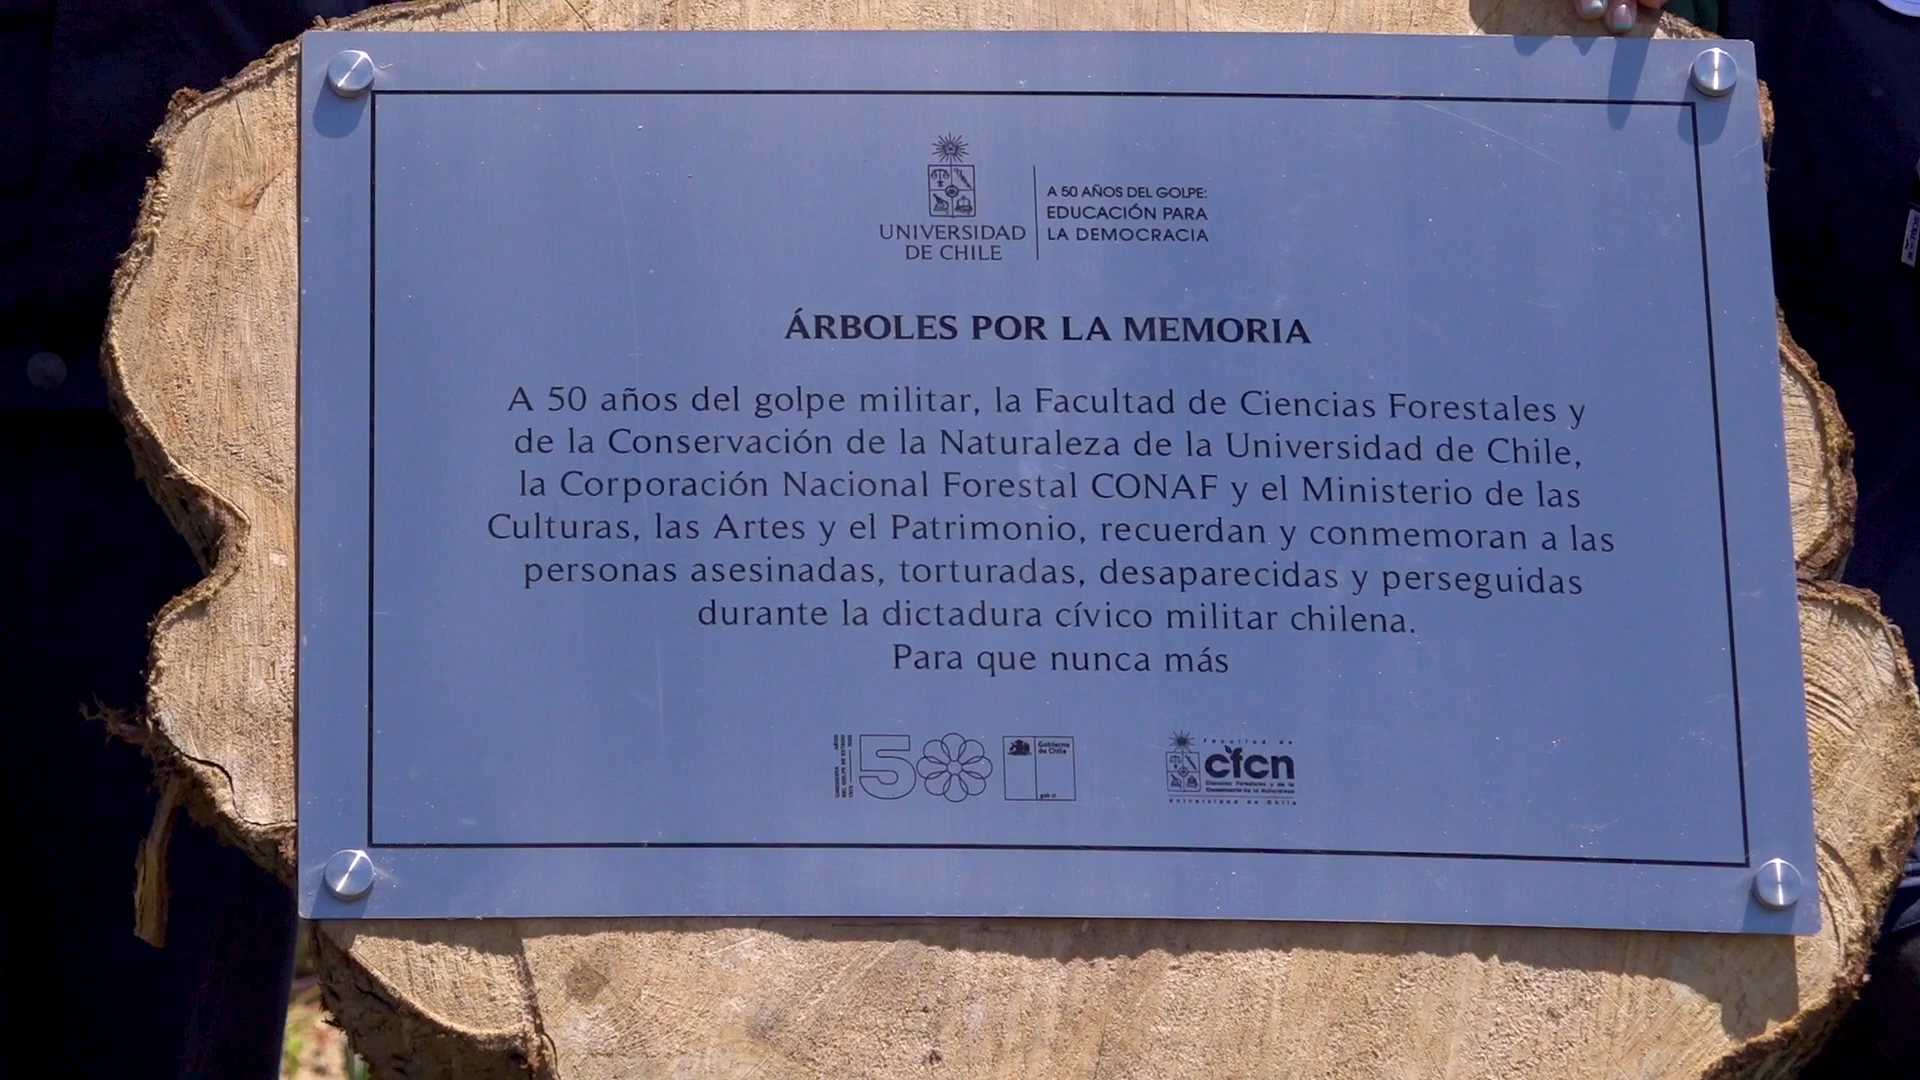 UNIVERSIDAD
DE CHILE
A 50 AÑOS DEL GOLPE:
EDUCACIÓN PARA
LA DEMOCRACIA
ÁRBOLES POR LA MEMORIA
A 50 años del golpe militar, la Facultad de Ciencias Forestales y
de la Conservación de la Naturaleza de la Universidad de Chile,
la Corporación Nacional Forestal CONAF y el Ministerio de las
Culturas, las Artes y el Patrimonio, recuerdan y conmemoran a las
personas asesinadas, torturadas, desaparecidas y perseguidas
durante la dictadura cívico militar chilena.
Para que nunca más
50
Gobierno
de Chile
gob.cl
Facultad de
cfcn
Ciencias Forestales y de la
Conservación de la Naturaleza
Universidad de Chile